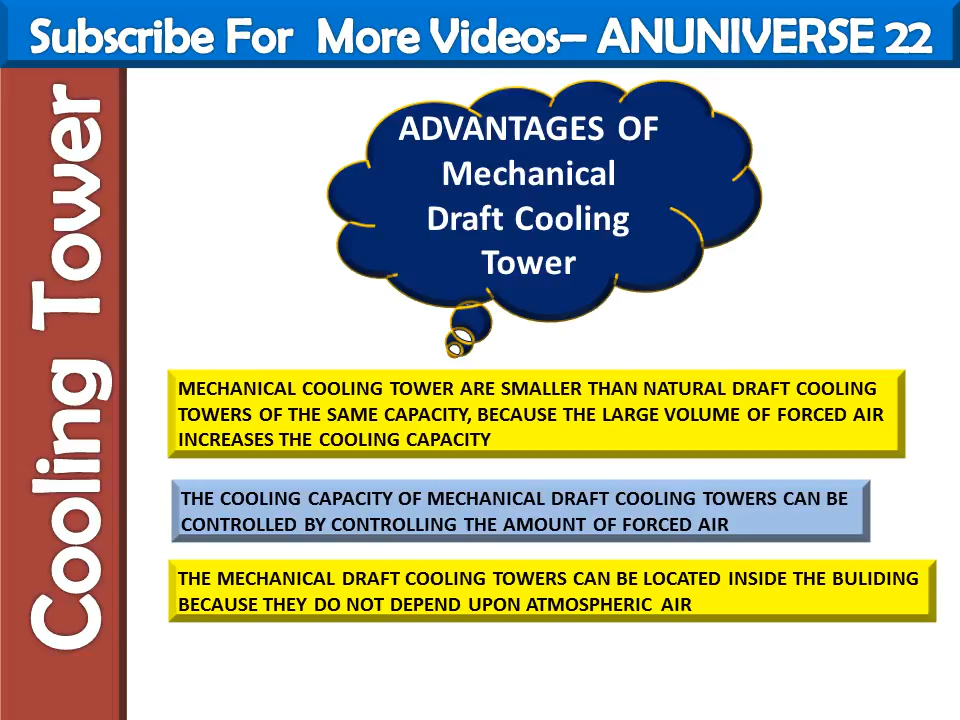 Subscribe For More Videos– ANUNIVERSE 22
Cooling Tower
ADVANTAGES OF
Mechanical
Draft Cooling
Tower
MECHANICAL COOLING TOWER ARE SMALLER THAN NATURAL DRAFT COOLING
TOWERS OF THE SAME CAPACITY, BECAUSE THE LARGE VOLUME OF FORCED AIR
INCREASES THE COOLING CAPACITY
THE COOLING CAPACITY OF MECHANICAL DRAFT COOLING TOWERS CAN BE
CONTROLLED BY CONTROLLING THE AMOUNT OF FORCED AIR
THE MECHANICAL DRAFT COOLING TOWERS CAN BE LOCATED INSIDE THE BULIDING
BECAUSE THEY DO NOT DEPEND UPON ATMOSPHERIC AIR